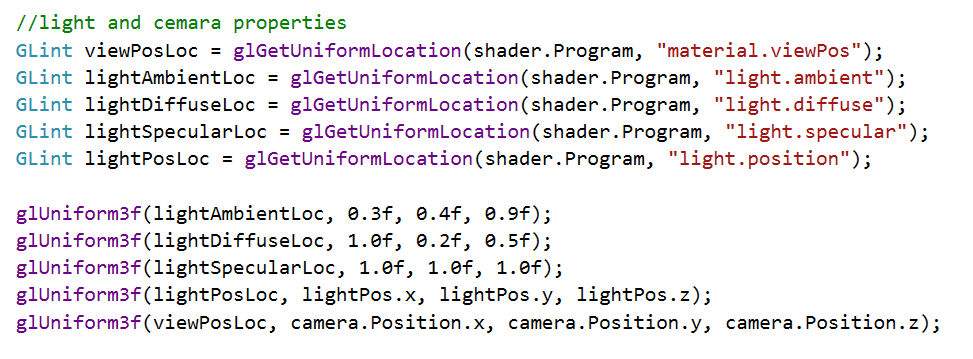 //light and cemara properties
GLint viewPosLoc = glGetUniformLocation(shader.Program, "material.viewPos");
GLint lightAmbientLoc = glGetUniformLocation(shader.Program, "light.ambient");
GLint lightDiffuseLoc = glGetUniformLocation(shader.Program, "light.diffuse");
GLint lightSpecularLoc = glGetUniformLocation(shader.Program, "light.specular");
GLint lightPosLoc = glGetUniformLocation(shader.Program, "light.position");
glUniform3f(lightAmbientLoc, 0.3f, 0.4f, 0.9f);
glUniform3f(lightDiffuseLoc, 1.0f, 0.2f, 0.5f);
glUniform3f(lightSpecularLoc, 1.0f, 1.0f, 1.0f);
glUniform3f(lightPosLoc, lightPos.x, lightPos.y, lightPos.z);
glUniform3f(viewPosLoc, camera.Position.x, camera.Position.y, camera.Position.z);